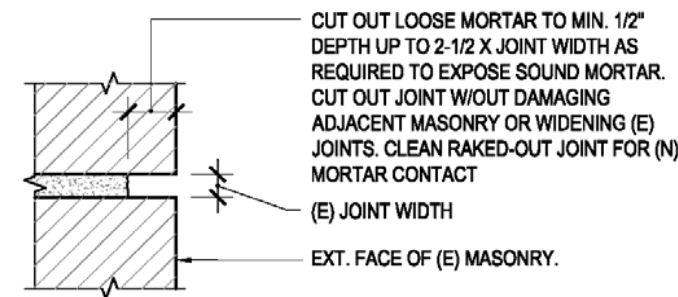 CUT OUT LOOSE MORTAR TO MIN. 1/2"
DEPTH UP TO 2-1/2 X JOINT WIDTH AS
REQUIRED TO EXPOSE SOUND MORTAR.
CUT OUT JOINT W/OUT DAMAGING
ADJACENT MASONRY OR WIDENING (E)
JOINTS. CLEAN RAKED-OUT JOINT FOR (N)
MORTAR CONTACT
(E) JOINT WIDTH
EXT. FACE OF (E) MASONRY.